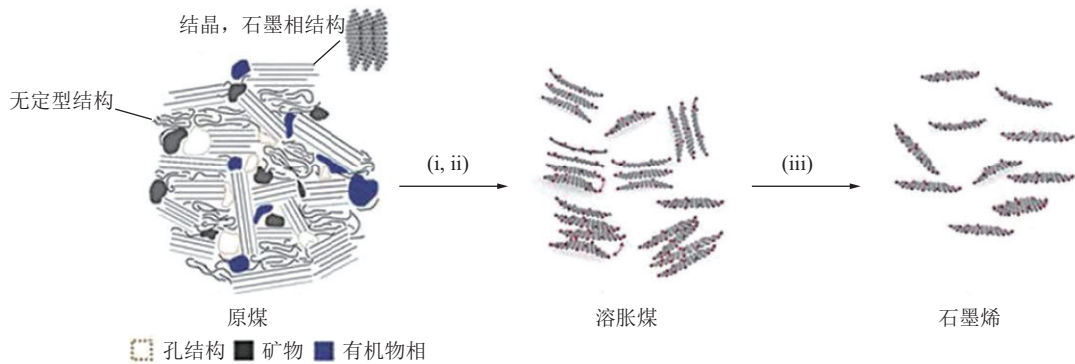 结晶，石墨相结构
无定型结构
(i, ii)
(iii)
原煤
溶胀煤
石墨烯
孔结构 矿物 有机物相